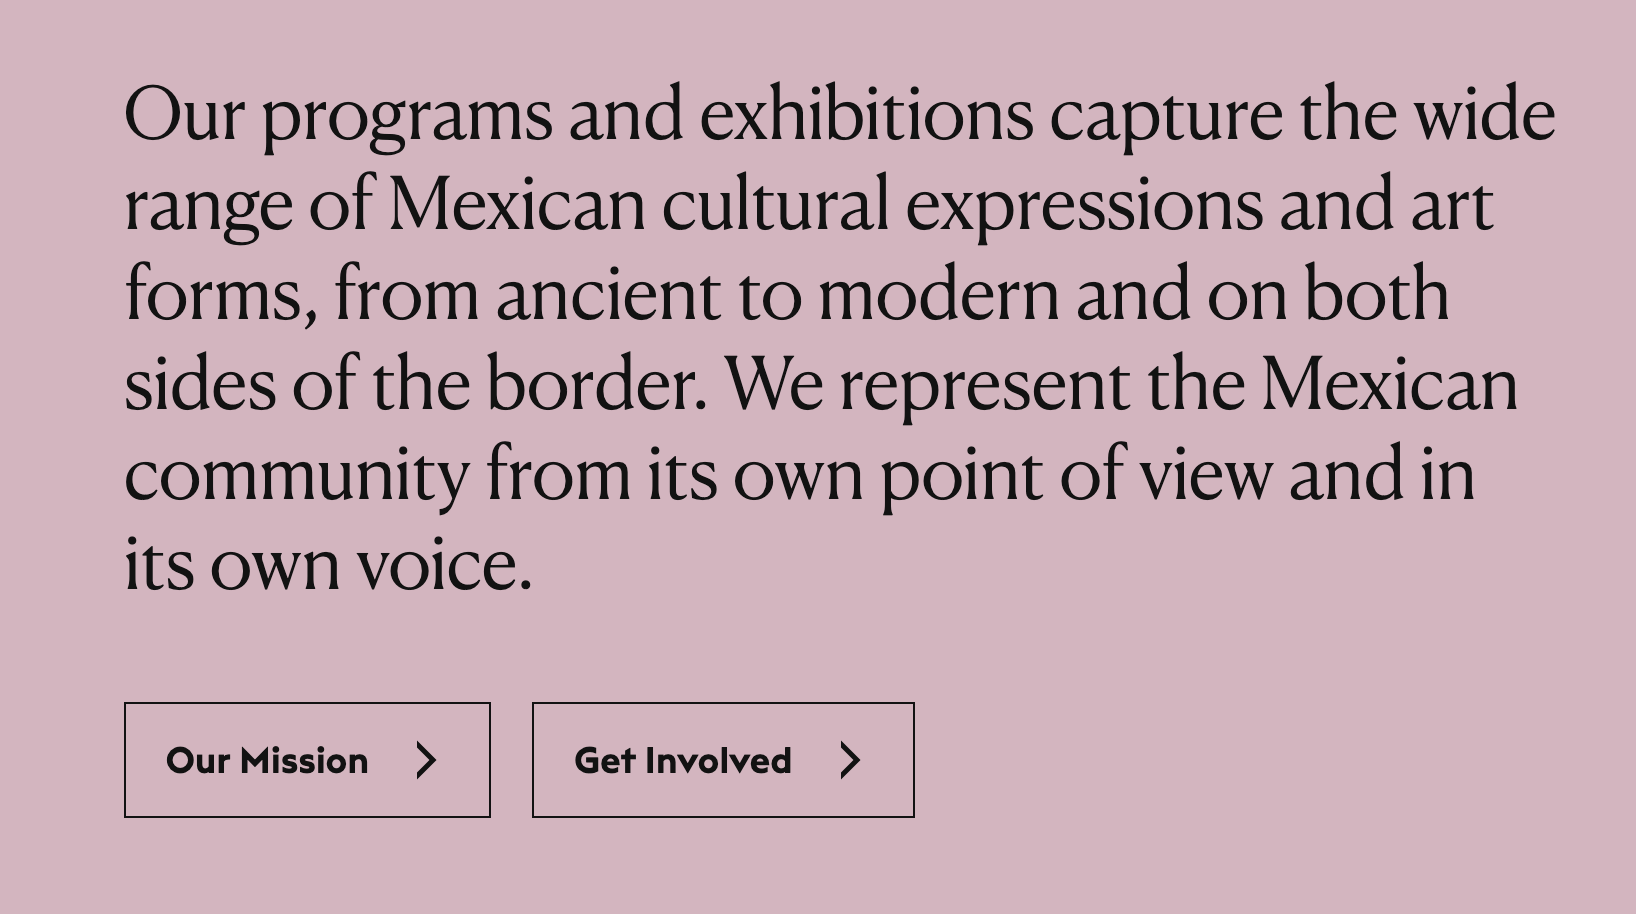 Our programs and exhibitions capture the wide
range of Mexican cultural expressions and art
forms, from ancient to modern and on both
sides of the border. We represent the Mexican
community from its own point of view and in
its own voice.
Our Mission
Get Involved